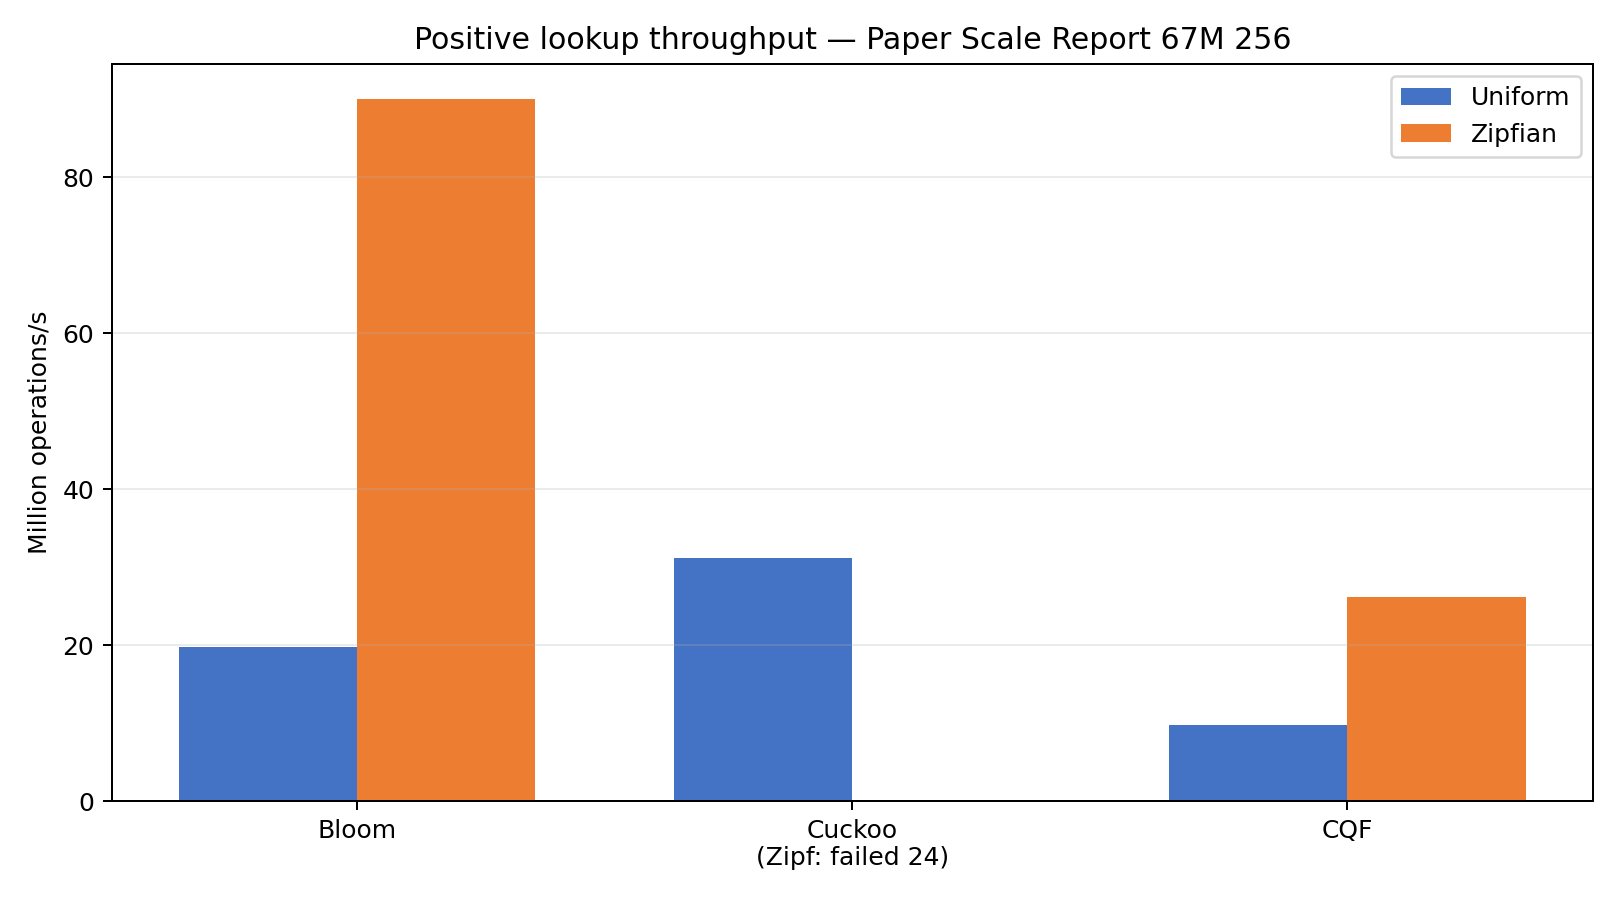 Positive lookup throughput — Paper Scale Report 67M 256
Uniform
Zipfian
Million operations/s
80
60
40
20
0
Bloom
Cuckoo
(Zipf: failed 24)
CQF